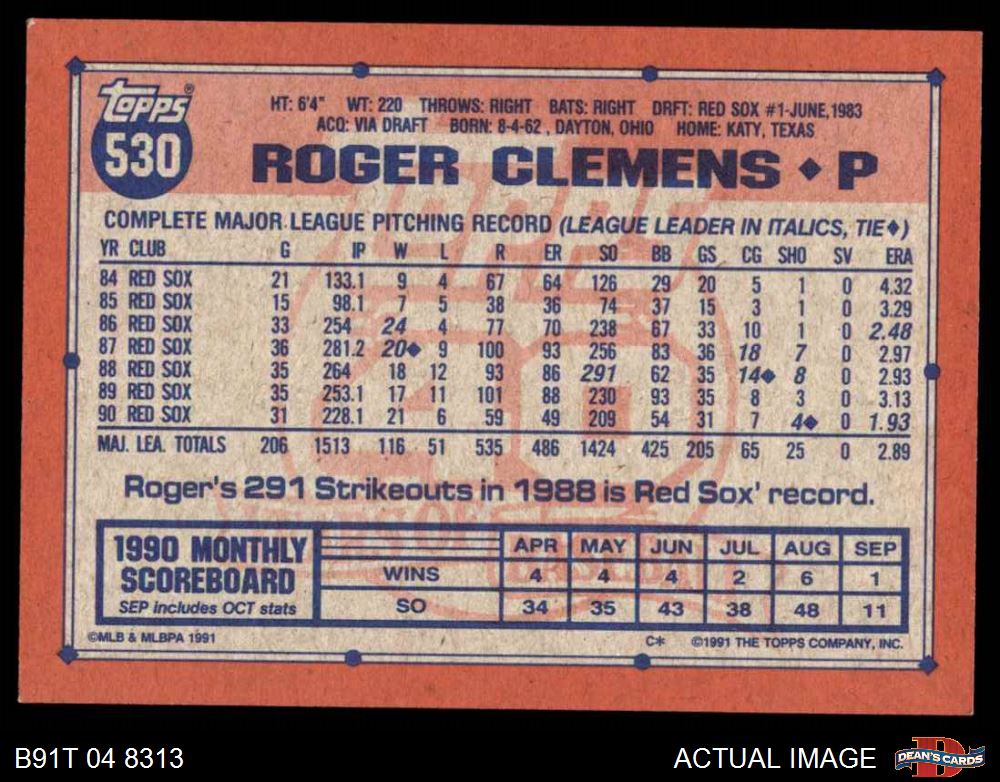 topps®
530
HT: 6'4" WT: 220 THROWS: RIGHT BATS: RIGHT DRFT: RED SOX #1-JUNE,1983
ACQ: VIA DRAFT BORN: 8-4-62 , DAYTON, OHIO HOME: KATY, TEXAS
ROGER CLEMENS ♦ P
COMPLETE MAJOR LEAGUE PITCHING RECORD (LEAGUE LEADER IN ITALICS, TIE♦)
YR CLUB G IP W L R ER SO BB GS CG SHO SV ERA
84 RED SOX 21 133.1 9 4 67 64 126 29 20 5 1 0 4.32
85 RED SOX 15 98.1 7 5 38 36 74 37 15 3 1 0 3.29
86 RED SOX 33 254 24 4 77 70 238 67 33 10 1 0 2.48
87 RED SOX 36 281.2 20♦ 9 100 93 256 83 36 18 7 0 2.97
88 RED SOX 35 264 18 12 93 86 291 62 35 14♦ 8 0 2.93
89 RED SOX 35 253.1 17 11 101 88 230 93 35 8 3 0 3.13
90 RED SOX 31 228.1 21 6 59 49 209 54 31 7 4♦ 0 1.93
MAJ. LEA. TOTALS 206 1513 116 51 535 486 1424 425 205 65 25 0 2.89
Roger's 291 Strikeouts in 1988 is Red Sox' record.
1990 MONTHLY SCOREBOARD
SEP includes OCT stats
APR MAY JUN JUL AUG SEP
WINS 4 4 4 2 6 1
SO 34 35 43 38 48 11
©MLB & MLBPA 1991 C* ©1991 THE TOPPS COMPANY, INC.
B91T 04 8313 ACTUAL IMAGE
DEAN'S CARDS